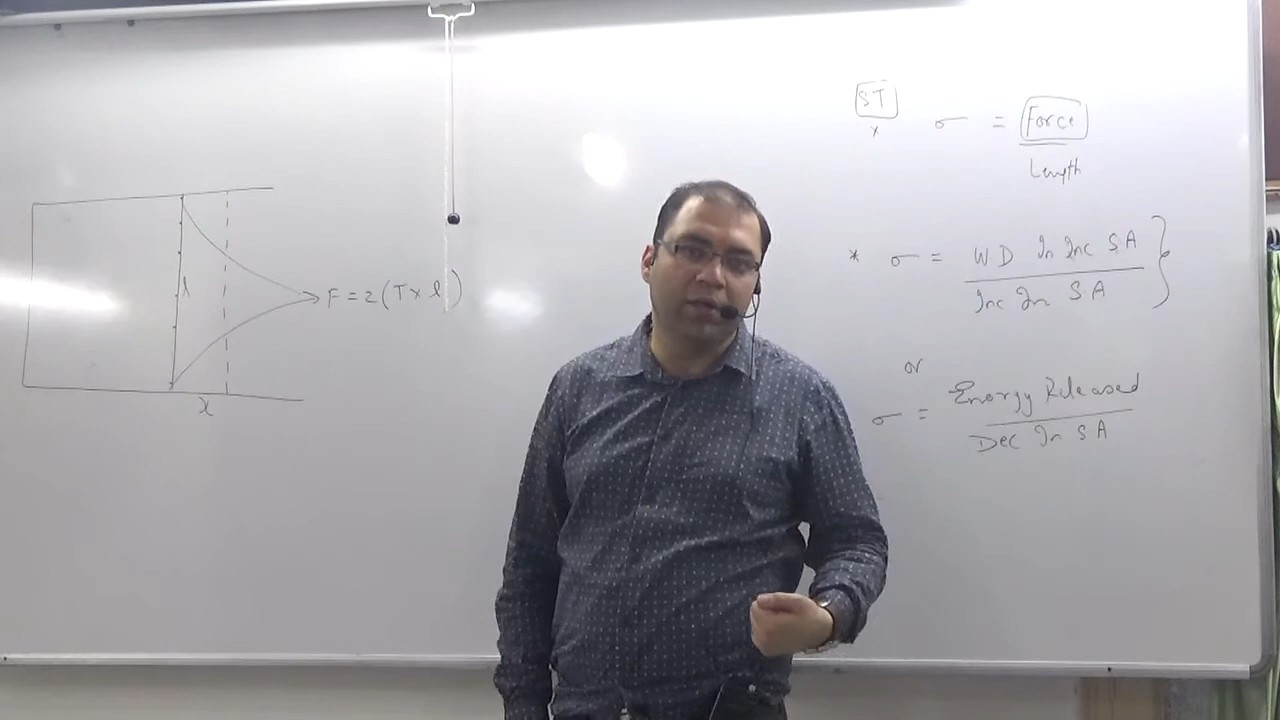 l
x
F = 2(T x l)
ST
x
σ = Force
Length
* σ = WD In Inc SA
Inc In SA
or
σ = Energy Released
Dec In SA